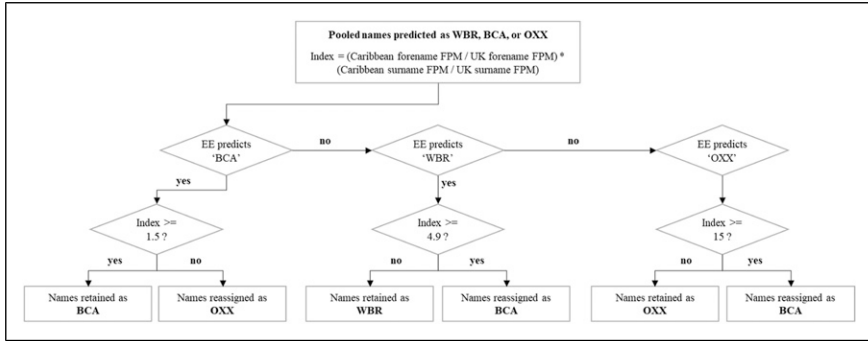 Pooled names predicted as WBR, BCA, or OXX
Index = (Caribbean forename FPM / UK forename FPM) *
(Caribbean surname FPM / UK surname FPM)
EE predicts
'BCA'
no
EE predicts
'WBR'
no
EE predicts
'OXX'
yes
yes
Index >=
1.5 ?
Index >=
4.9 ?
Index >=
15 ?
yes
no
no
yes
no
yes
Names retained as
BCA
Names reassigned as
OXX
Names retained as
WBR
Names reassigned as
BCA
Names retained as
OXX
Names reassigned as
BCA